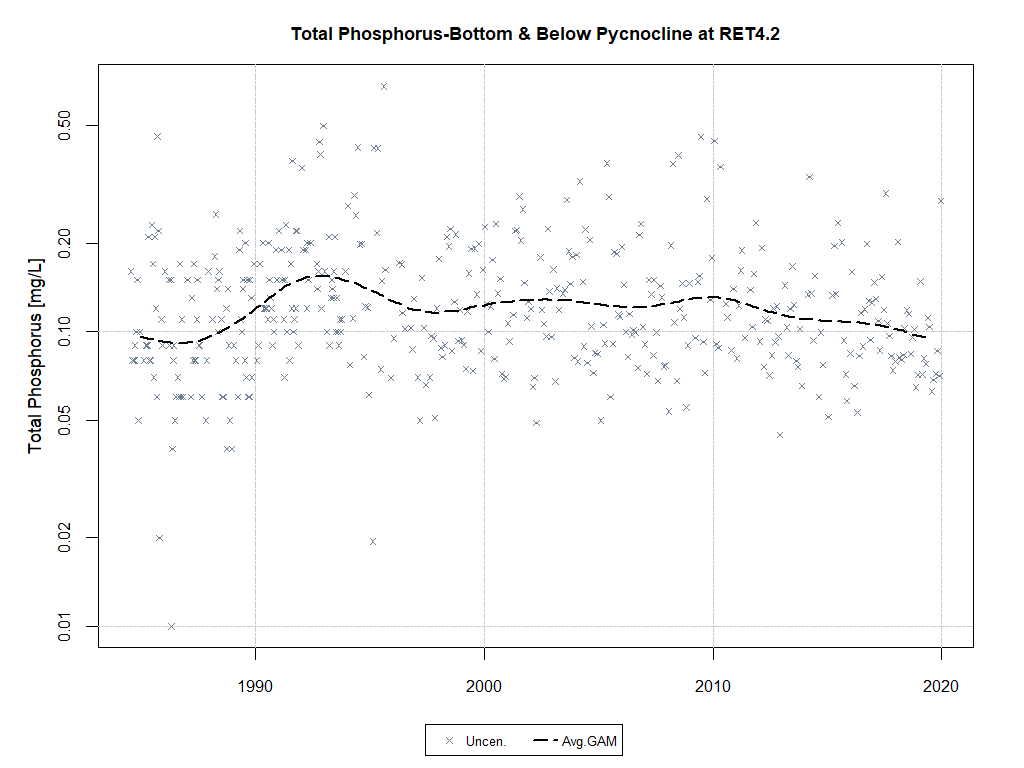 Total Phosphorus-Bottom & Below Pycnocline at RET4.2
Total Phosphorus [mg/L]
0.50
0.20
0.10
0.05
0.02
0.01
1990 2000 2010 2020
Uncen. Avg.GAM